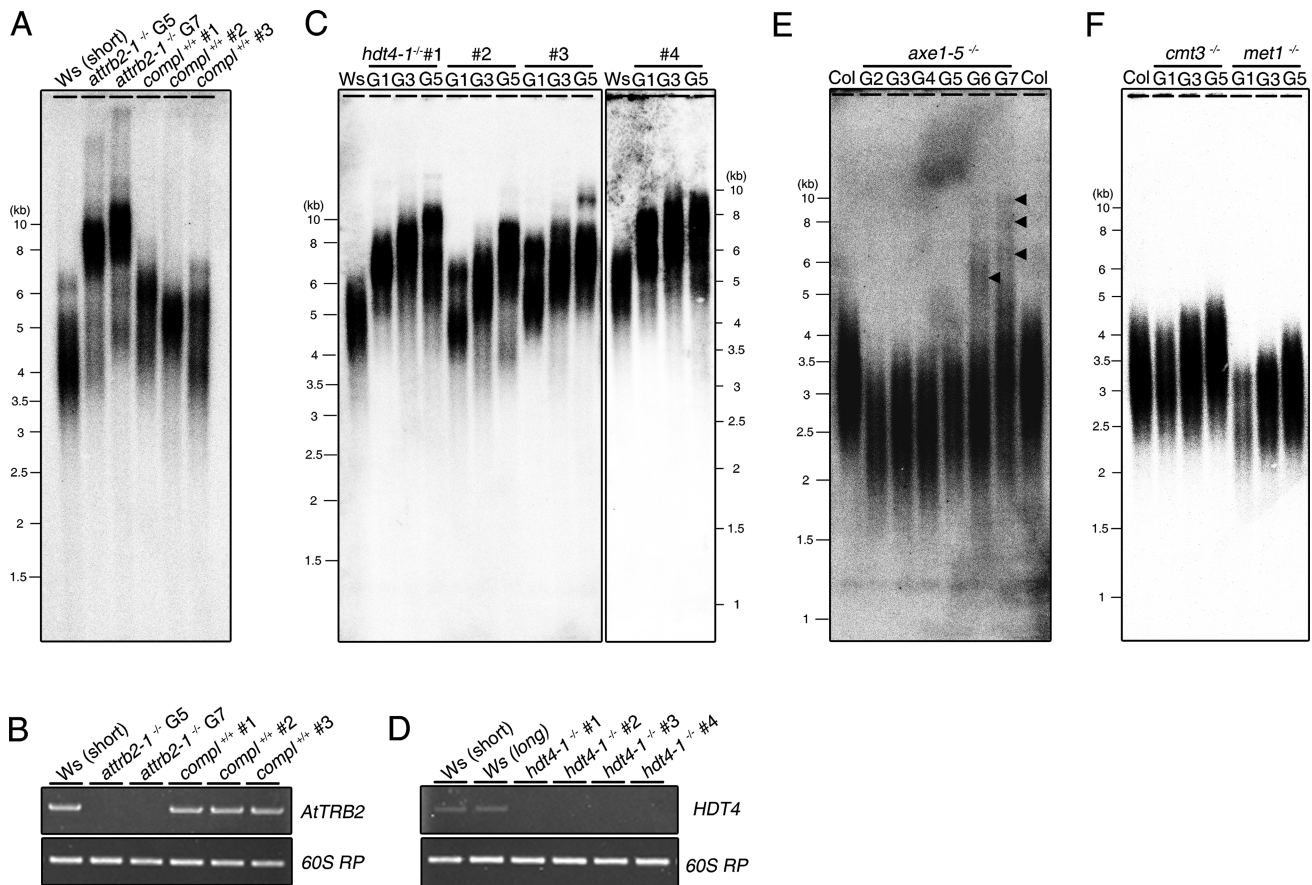 A
Ws (short)
attrb2-1 -/- G5
attrb2-1 -/- G7
compl +/+ #1
compl +/+ #2
compl +/+ #3
(kb)
10
8
6
5
4
3.5
3
2.5
2
1.5
C
hdt4-1-/-#1 #2 #3 #4
Ws G1 G3 G5 G1 G3 G5 G1 G3 G5 Ws G1 G3 G5
(kb)
10
8
6
5
4
3.5
3
2.5
2
1.5
(kb)
10
8
6
5
4
3.5
3
2.5
2
1.5
1
E
axe1-5 -/-
Col G2 G3 G4 G5 G6 G7 Col
(kb)
10
8
6
5
4
3.5
3
2.5
2
1.5
1
F
cmt3 -/- met1 -/-
Col G1 G3 G5 G1 G3 G5
(kb)
10
6
5
4
3.5
3
2.5
2
1.5
1
B
Ws (short)
attrb2-1 -/- G5
attrb2-1 -/- G7
compl +/+ #1
compl +/+ #2
compl +/+ #3
AtTRB2
60S RP
D
Ws (short)
Ws (long)
hdt4-1 -/- #1
hdt4-1 -/- #2
hdt4-1 -/- #3
hdt4-1 -/- #4
HDT4
60S RP